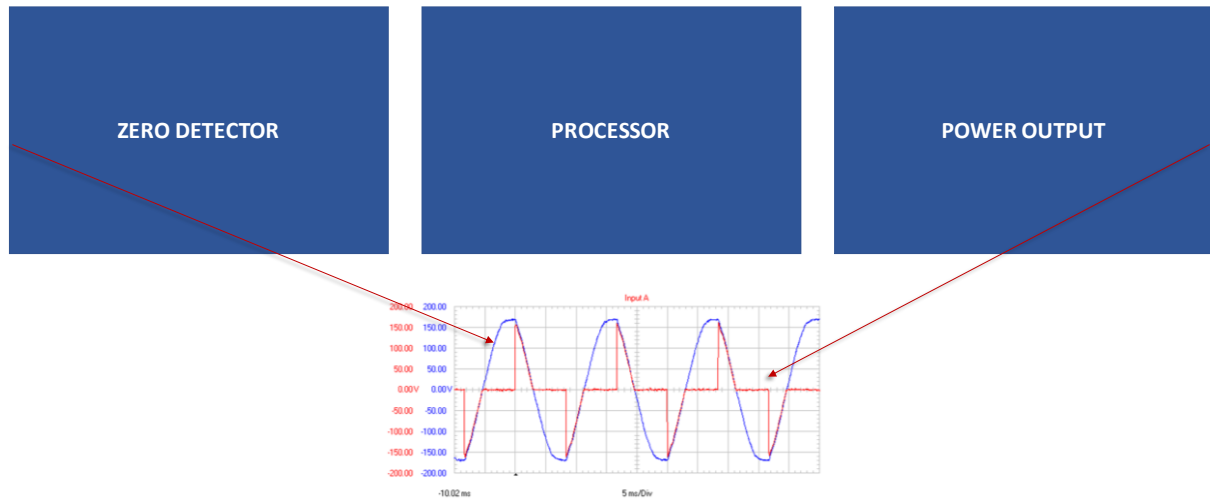 ZERO DETECTOR
PROCESSOR
POWER OUTPUT
Input A
200.00 200.00
150.00 150.00
100.00 100.00
50.00 50.00
0.00V 0.00V
-50.00 -50.00
-100.00 -100.00
-150.00 -150.00
-200.00 -200.00
-10.02 ms 5 ms/Div